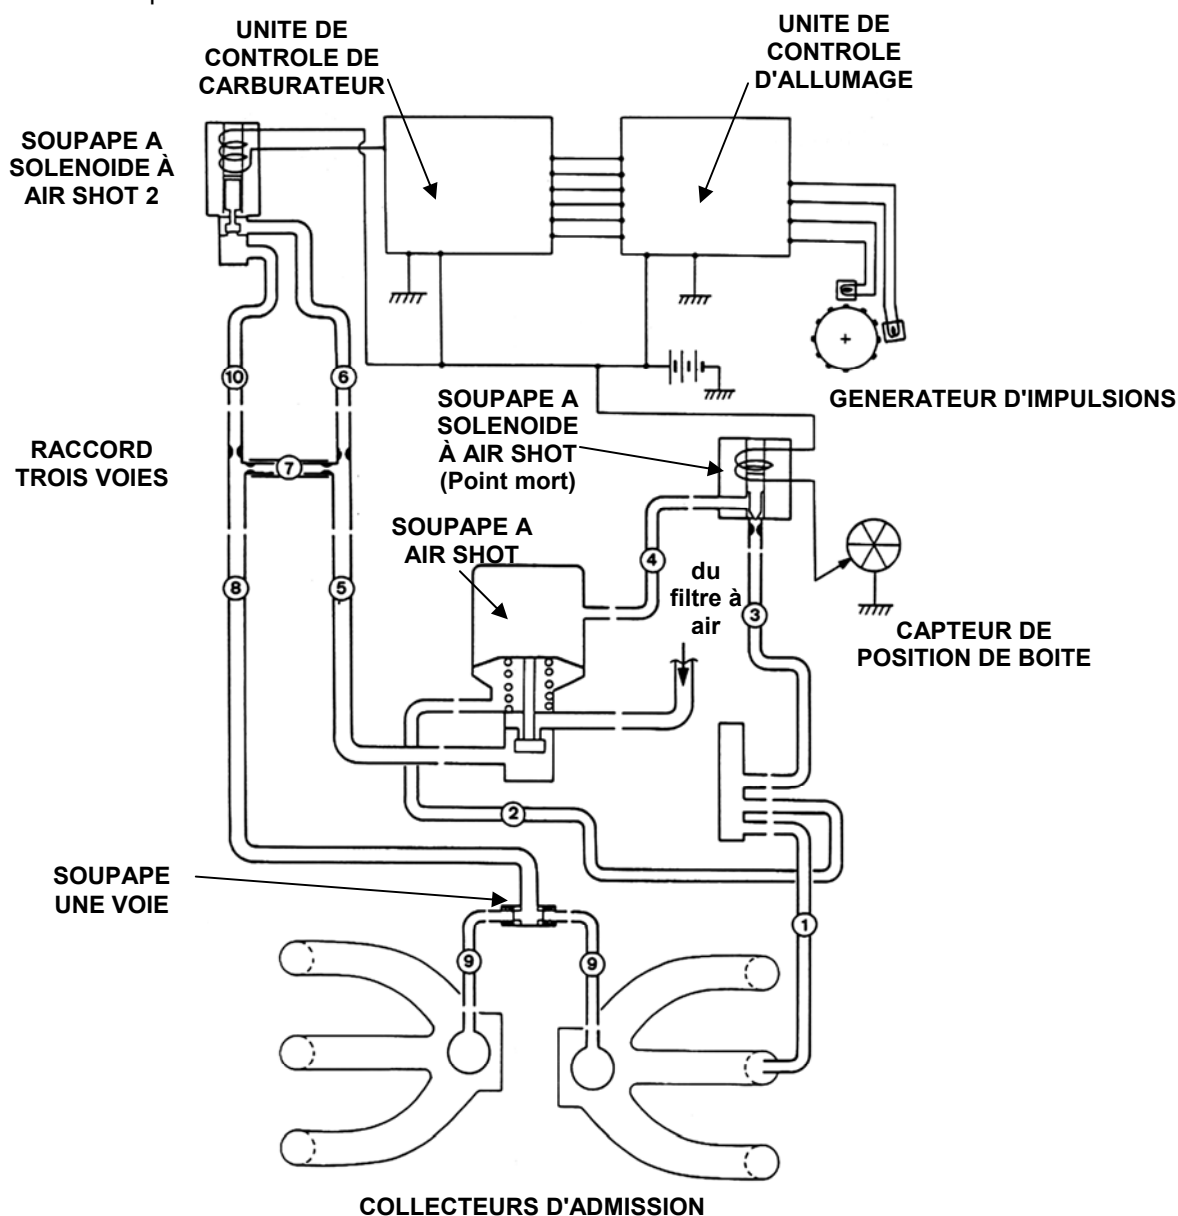 UNITE DE
CONTROLE DE
CARBURATEUR
UNITE DE
CONTROLE
D'ALLUMAGE
SOUPAPE A
SOLENOIDE À
AIR SHOT 2
GENERATEUR D'IMPULSIONS
10
6
SOUPAPE A
SOLENOIDE
À AIR SHOT
(Point mort)
RACCORD
TROIS VOIES
7
SOUPAPE A
AIR SHOT
4
du
filtre à
air
8
5
3
CAPTEUR DE
POSITION DE BOITE
2
SOUPAPE
UNE VOIE
1
9
9
COLLECTEURS D'ADMISSION